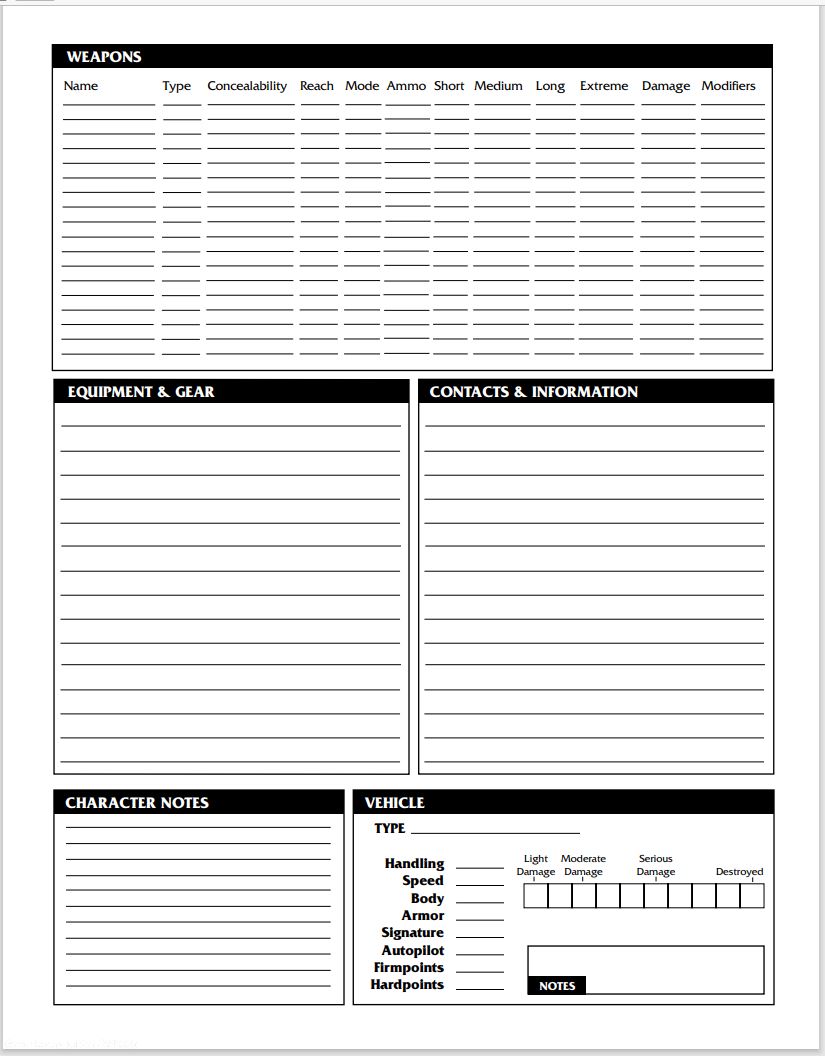 WEAPONS
Name Type Concealability Reach Mode Ammo Short Medium Long Extreme Damage Modifiers
EQUIPMENT & GEAR
CONTACTS & INFORMATION
CHARACTER NOTES
VEHICLE
TYPE
Handling
Speed
Body
Armor
Signature
Autopilot
Firmpoints
Hardpoints
Light Moderate Serious
Damage Damage Damage Destroyed
NOTES